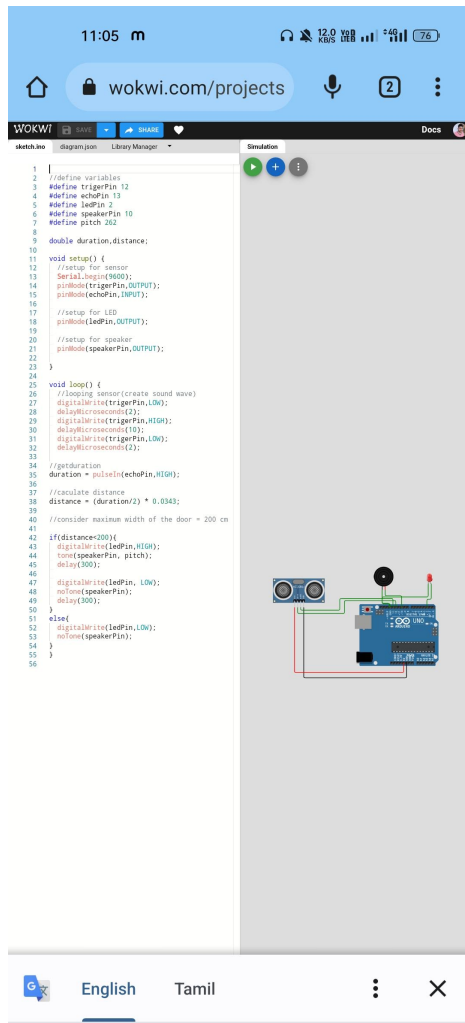 11:05 m 12.0 KB/S Vo LTE 4G 76
wokwi.com/projects 2
WOKWI SAVE SHARE Docs
sketch.ino diagram.json Library Manager Simulation
1
2 //define variables
3 #define trigerPin 12
4 #define echoPin 13
5 #define ledPin 2
6 #define speakerPin 10
7 #define pitch 262
8
9 double duration,distance;
10
11 void setup() {
12 //setup for sensor
13 Serial.begin(9600);
14 pinMode(trigerPin,OUTPUT);
15 pinMode(echoPin,INPUT);
16
17 //setup for LED
18 pinMode(ledPin,OUTPUT);
19
20 //setup for speaker
21 pinMode(speakerPin,OUTPUT);
22
23 }
24
25 void loop() {
26 //looping sensor(create sound wave)
27 digitalWrite(trigerPin,LOW);
28 delayMicroseconds(2);
29 digitalWrite(trigerPin,HIGH);
30 delayMicroseconds(10);
31 digitalWrite(trigerPin,LOW);
32 delayMicroseconds(2);
33
34 //getduration
35 duration = pulseIn(echoPin,HIGH);
36
37 //caculate distance
38 distance = (duration/2) * 0.0343;
39
40 //consider maximum width of the door = 200 cm
41
42 if(distance<200){
43 digitalWrite(ledPin,HIGH);
44 tone(speakerPin, pitch);
45 delay(300);
46
47 digitalWrite(ledPin, LOW);
48 noTone(speakerPin);
49 delay(300);
50 }
51 else{
52 digitalWrite(ledPin,LOW);
53 noTone(speakerPin);
54 }
55 }
56
UNO
ARDUINO
English Tamil